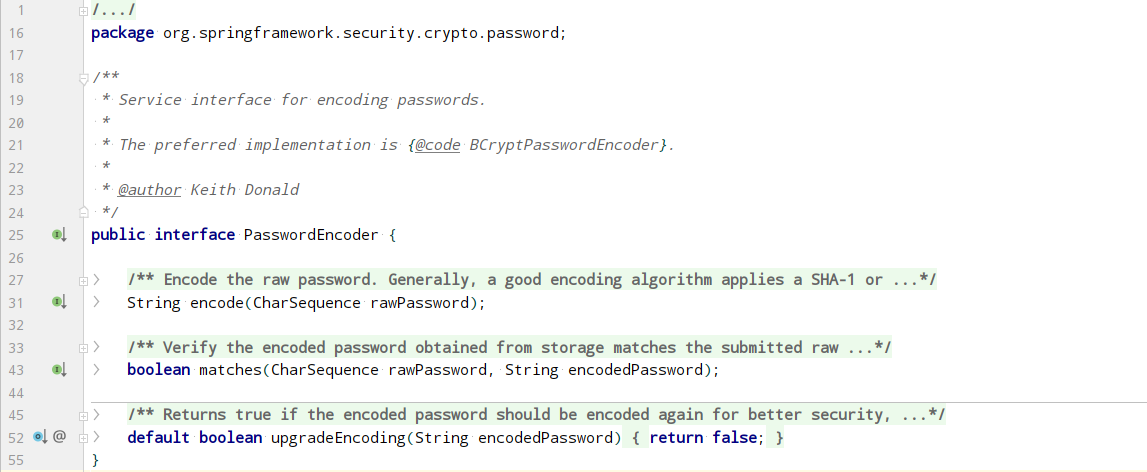 1 /.../
16 package org.springframework.security.crypto.password;
17
18 /**
19 * Service interface for encoding passwords.
20 *
21 * The preferred implementation is {@code BCryptPasswordEncoder}.
22 *
23 * @author Keith Donald
24 */
25 public interface PasswordEncoder {
26
27 /** Encode the raw password. Generally, a good encoding algorithm applies a SHA-1 or ...*/
31 String encode(CharSequence rawPassword);
32
33 /** Verify the encoded password obtained from storage matches the submitted raw ...*/
43 boolean matches(CharSequence rawPassword, String encodedPassword);
44
45 /** Returns true if the encoded password should be encoded again for better security, ...*/
52 @ default boolean upgradeEncoding(String encodedPassword) { return false; }
55 }